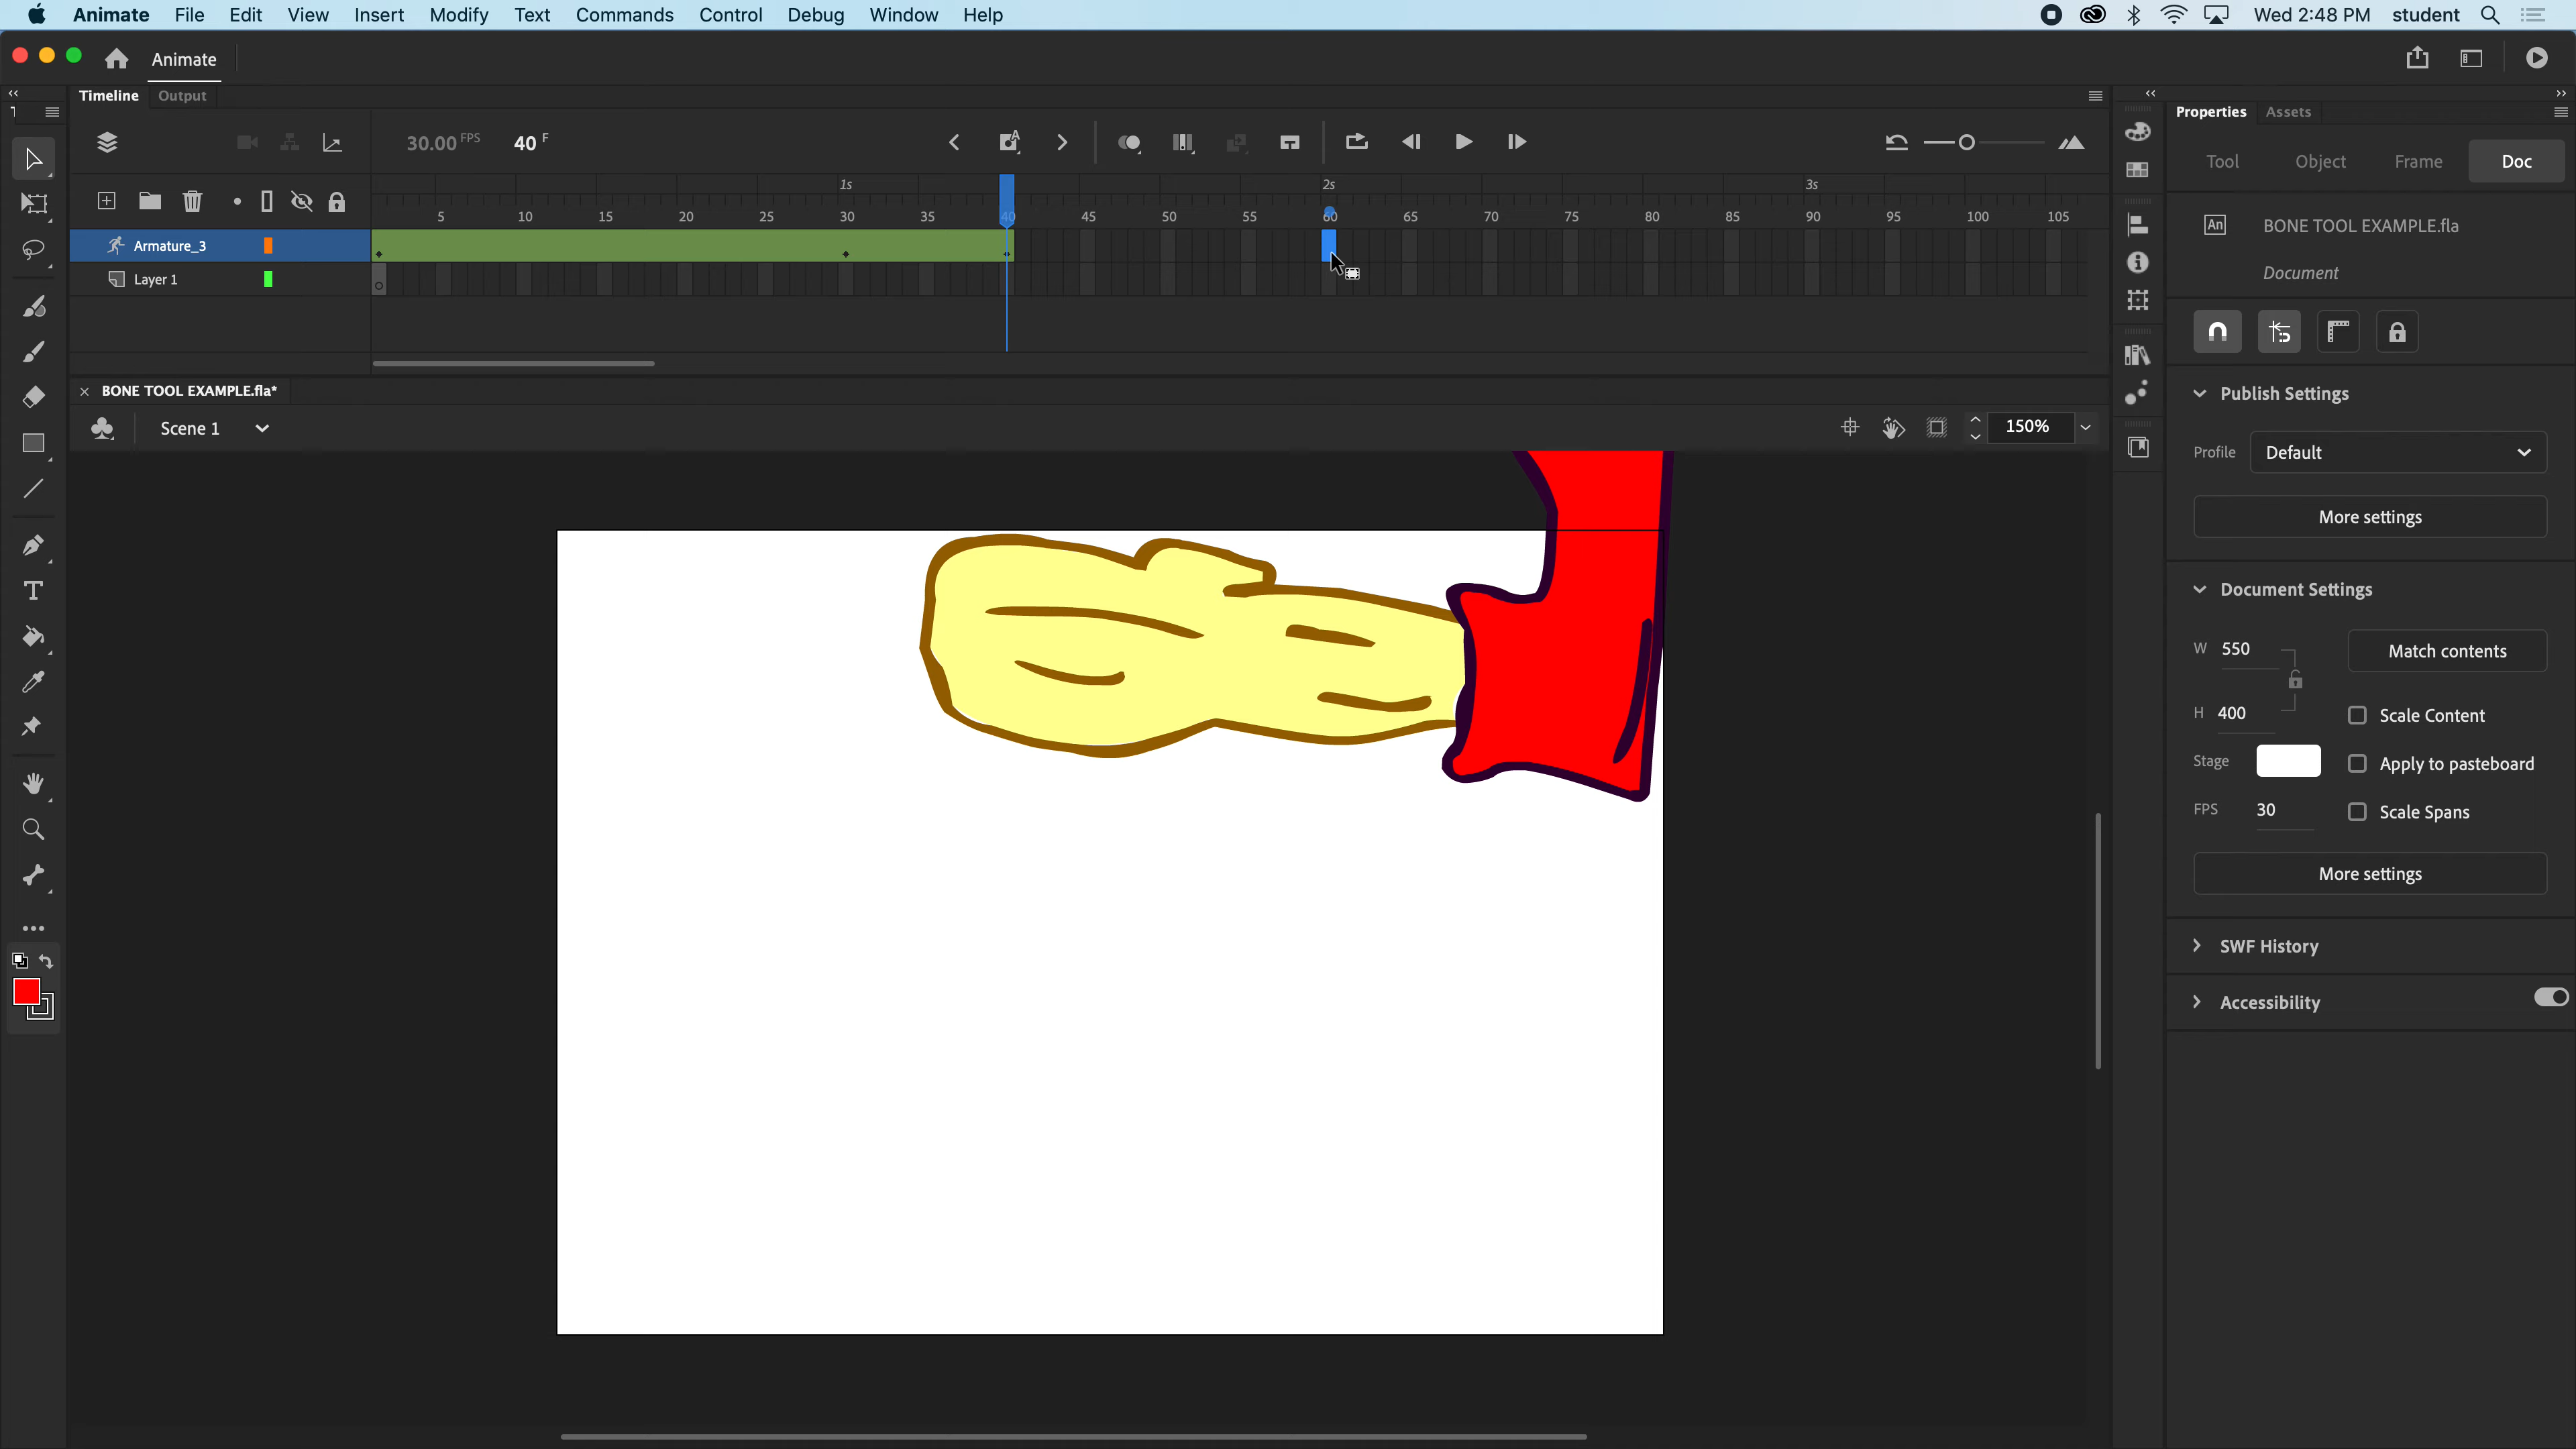 Animate File Edit View Insert Modify Text Commands Control Debug Window Help Wed 2:48 PM student
Animate
Timeline Output
Properties Assets
30.00 FPS 40 F
Tool Object Frame Doc
1s 2s 3s
5 10 15 20 25 30 35 40 45 50 55 60 65 70 75 80 85 90 95 100 105
Armature_3
Layer 1
An BONE TOOL EXAMPLE.fla
Document
BONE TOOL EXAMPLE.fla*
Scene 1
150%
Publish Settings
Profile Default
More settings
Document Settings
W 550 Match contents
H 400 Scale Content
Stage Apply to pasteboard
FPS 30 Scale Spans
More settings
SWF History
Accessibility